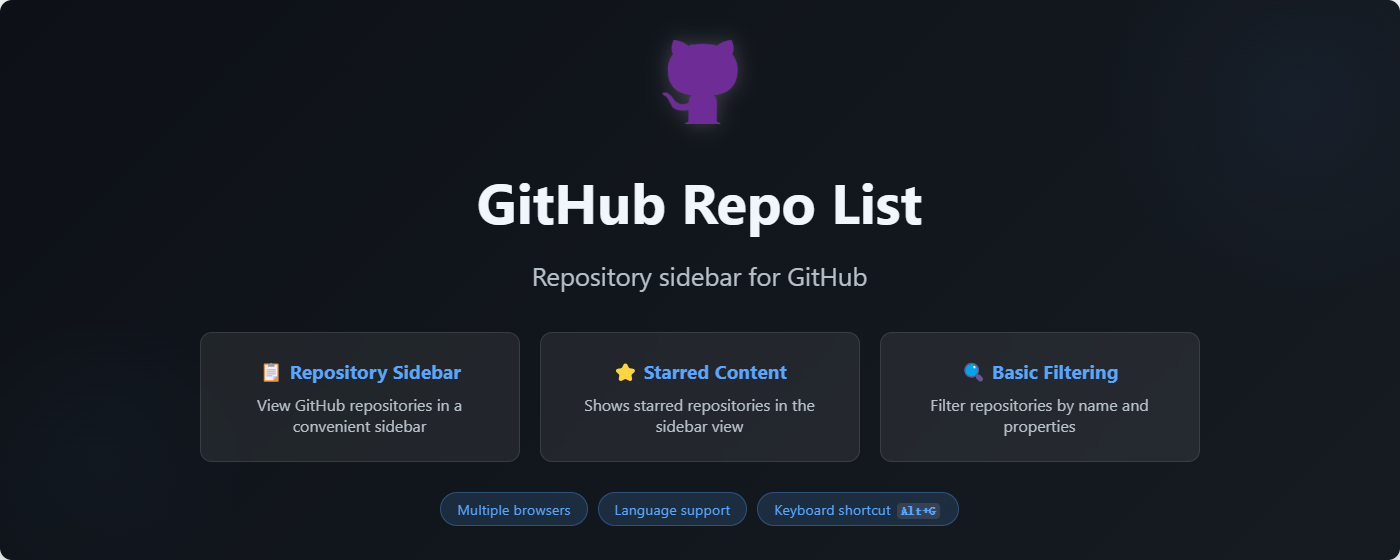 GitHub Repo List
Repository sidebar for GitHub
Repository Sidebar
View GitHub repositories in a
convenient sidebar
Starred Content
Shows starred repositories in the
sidebar view
Basic Filtering
Filter repositories by name and
properties
Multiple browsers
Language support
Keyboard shortcut Alt+G